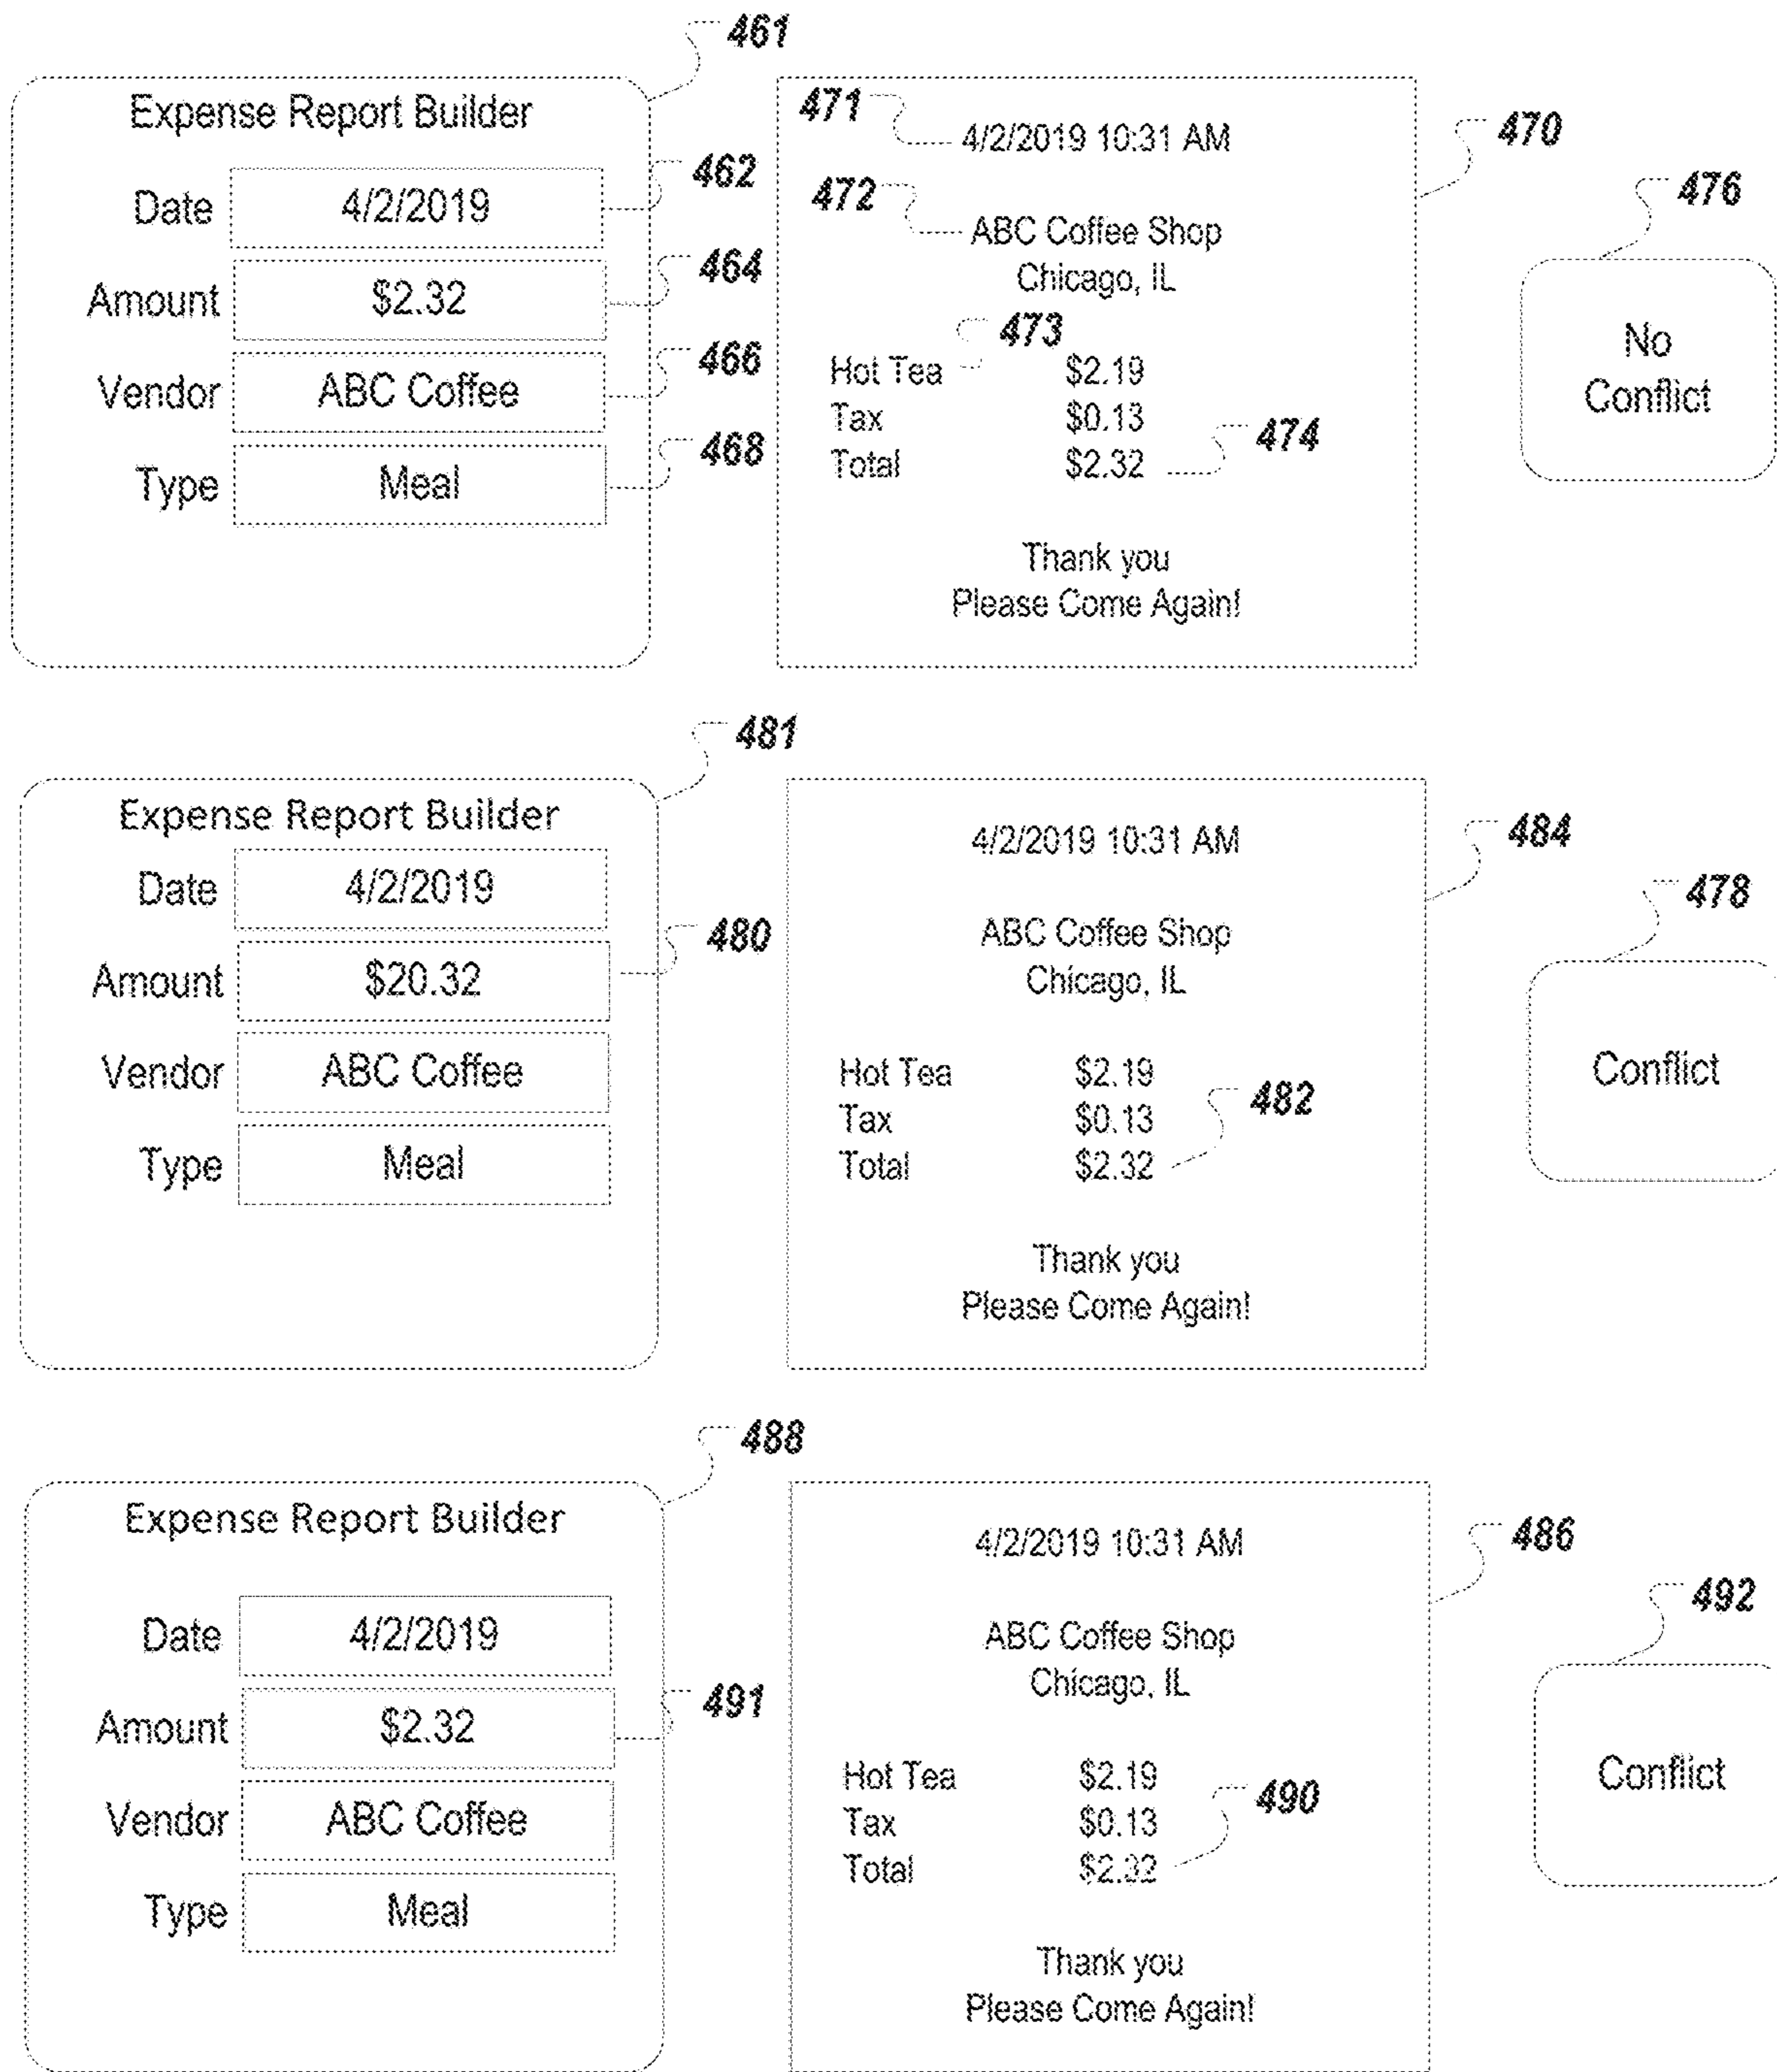 461
Expense Report Builder
Date 4/2/2019 462
Amount $2.32 464
Vendor ABC Coffee 466
Type Meal 468
471 4/2/2019 10:31 AM 470
472 ABC Coffee Shop
Chicago, IL
473
Hot Tea $2.19
Tax $0.13
Total $2.32 474
Thank you
Please Come Again!
476
No
Conflict
481
Expense Report Builder
Date 4/2/2019
Amount $20.32 480
Vendor ABC Coffee
Type Meal
4/2/2019 10:31 AM 484
ABC Coffee Shop
Chicago, IL
Hot Tea $2.19
Tax $0.13 482
Total $2.32
Thank you
Please Come Again!
478
Conflict
488
Expense Report Builder
Date 4/2/2019
Amount $2.32 491
Vendor ABC Coffee
Type Meal
4/2/2019 10:31 AM 486
ABC Coffee Shop
Chicago, IL
Hot Tea $2.19
Tax $0.13 490
Total $2.32
Thank you
Please Come Again!
492
Conflict